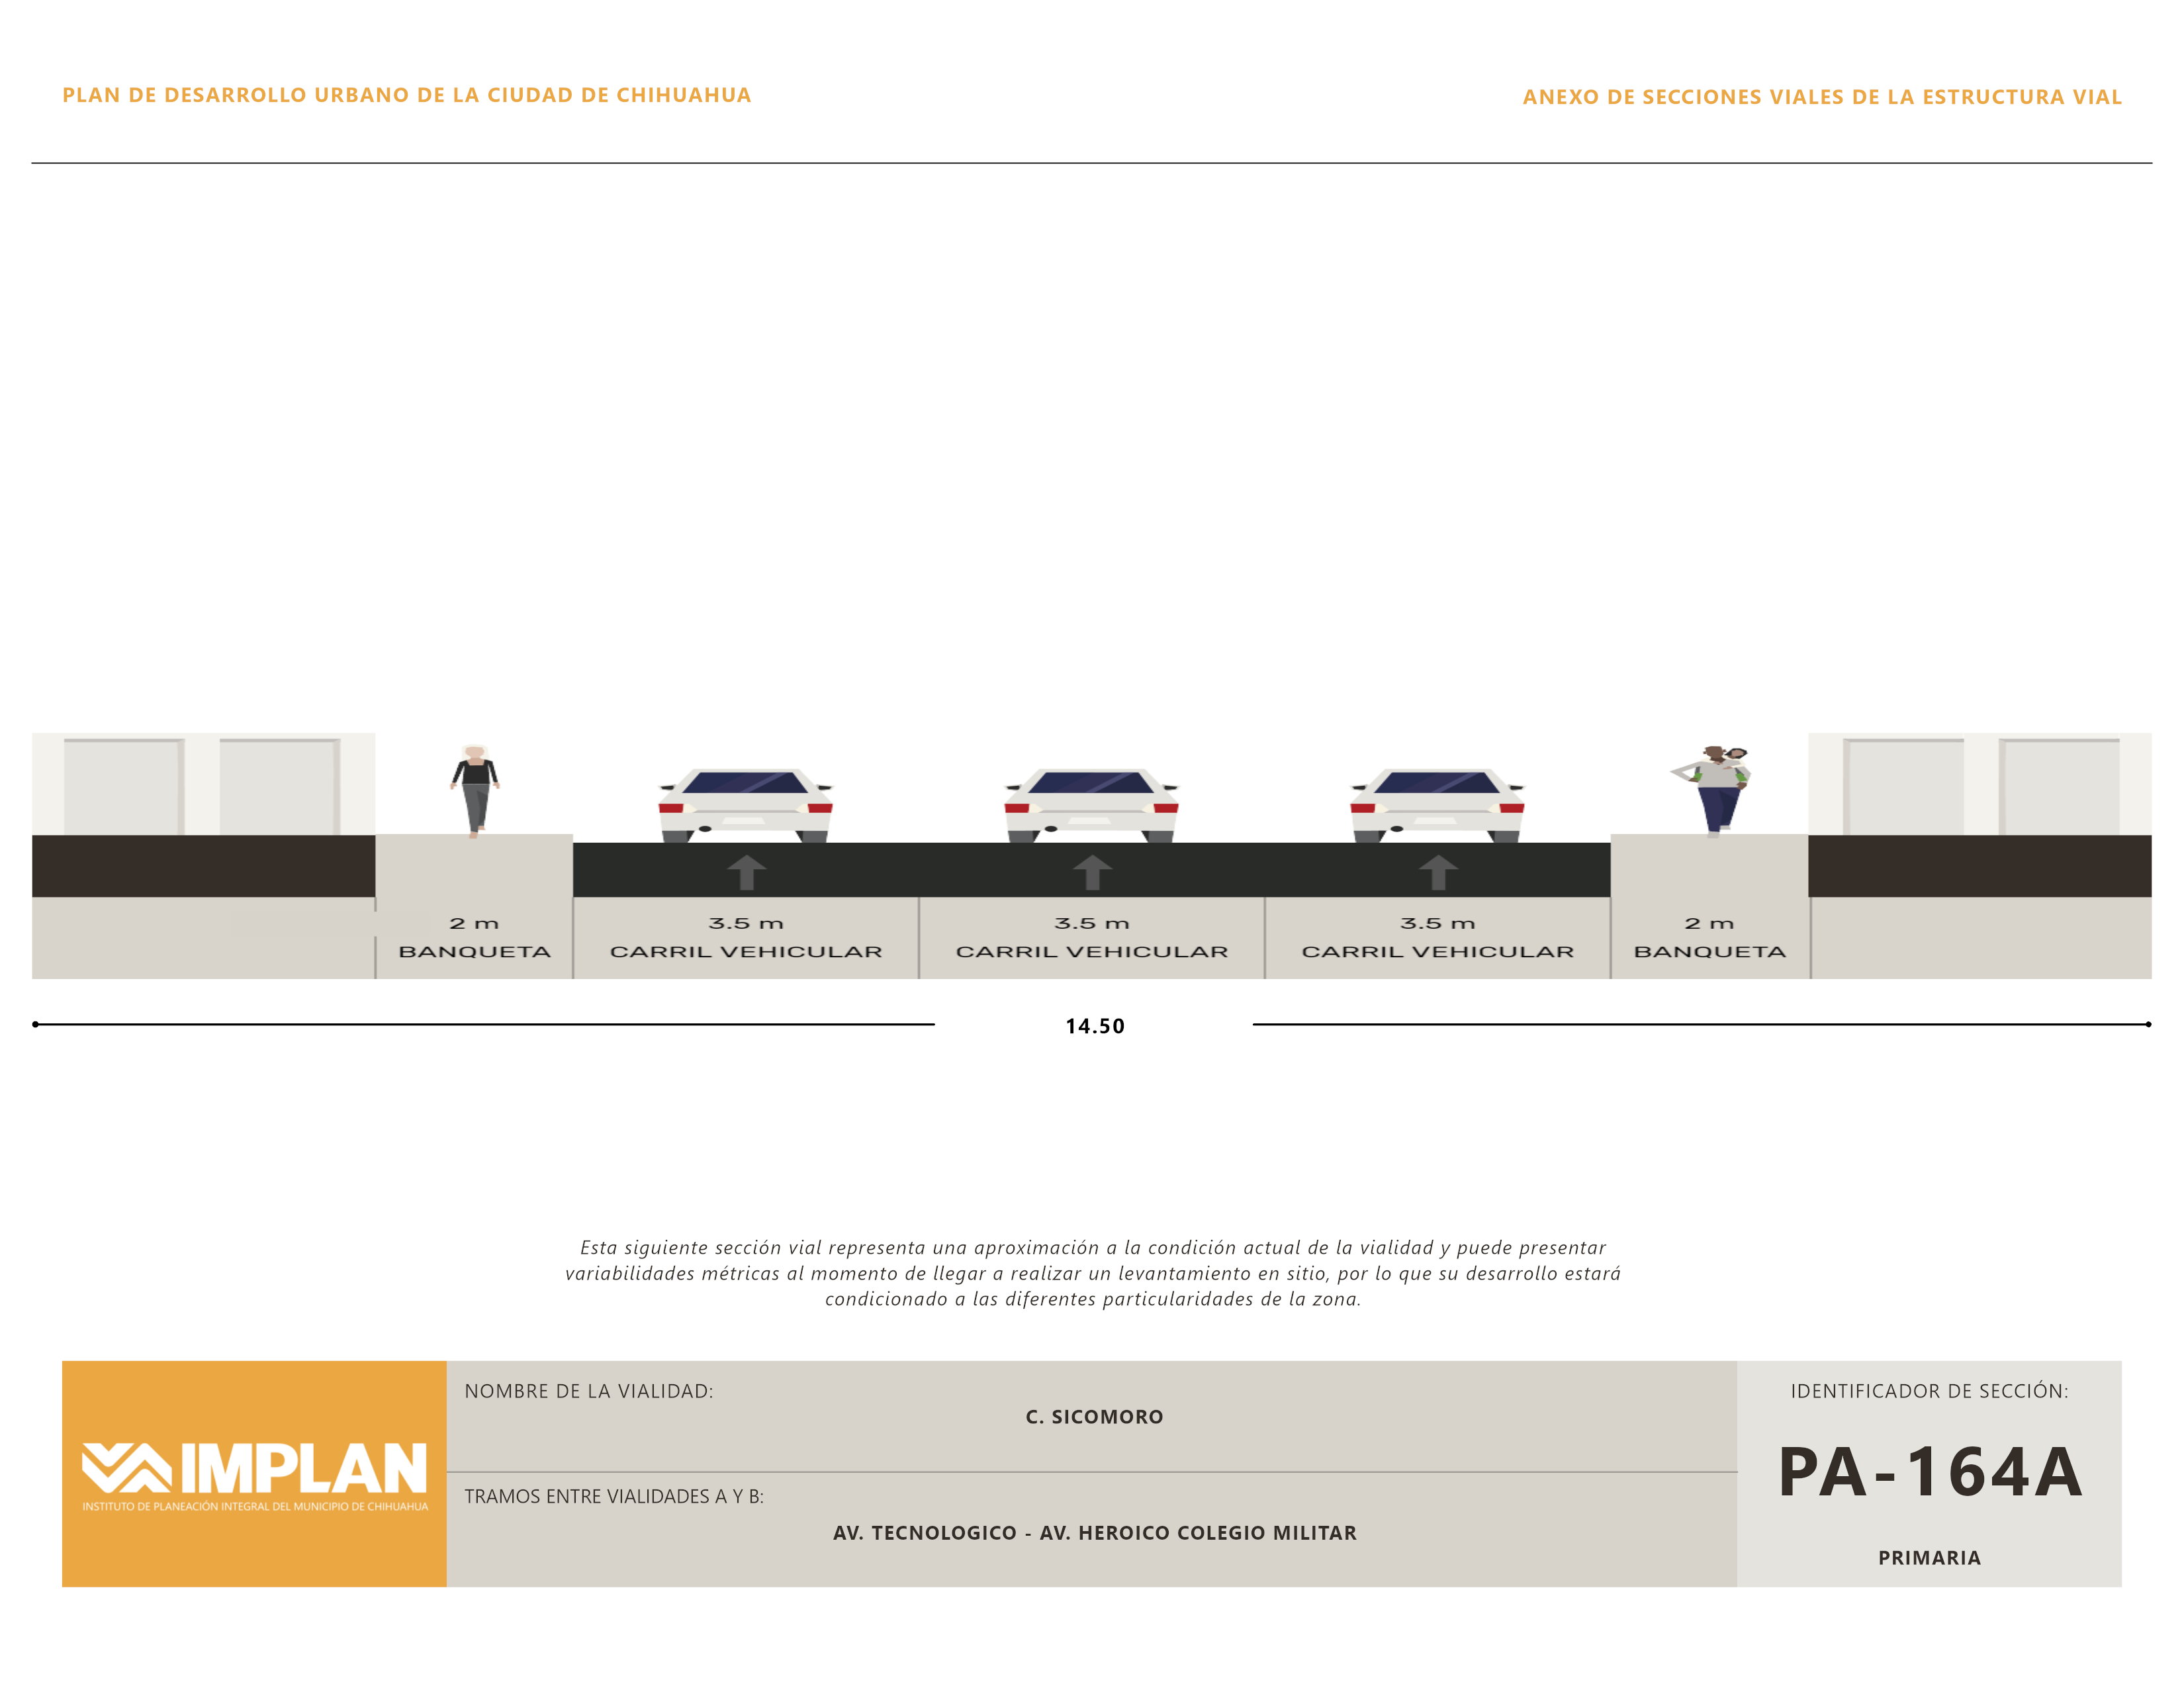 PLAN DE DESARROLLO URBANO DE LA CIUDAD DE CHIHUAHUA
ANEXO DE SECCIONES VIALES DE LA ESTRUCTURA VIAL
2 m
BANQUETA
3.5 m
CARRIL VEHICULAR
3.5 m
CARRIL VEHICULAR
3.5 m
CARRIL VEHICULAR
2 m
BANQUETA
14.50
Esta siguiente sección vial representa una aproximación a la condición actual de la vialidad y puede presentar
variabilidades métricas al momento de llegar a realizar un levantamiento en sitio, por lo que su desarrollo estará
condicionado a las diferentes particularidades de la zona.
IMPLAN
INSTITUTO DE PLANEACIÓN INTEGRAL DEL MUNICIPIO DE CHIHUAHUA
NOMBRE DE LA VIALIDAD:
C. SICOMORO
TRAMOS ENTRE VIALIDADES A Y B:
AV. TECNOLOGICO - AV. HEROICO COLEGIO MILITAR
IDENTIFICADOR DE SECCIÓN:
PA-164A
PRIMARIA